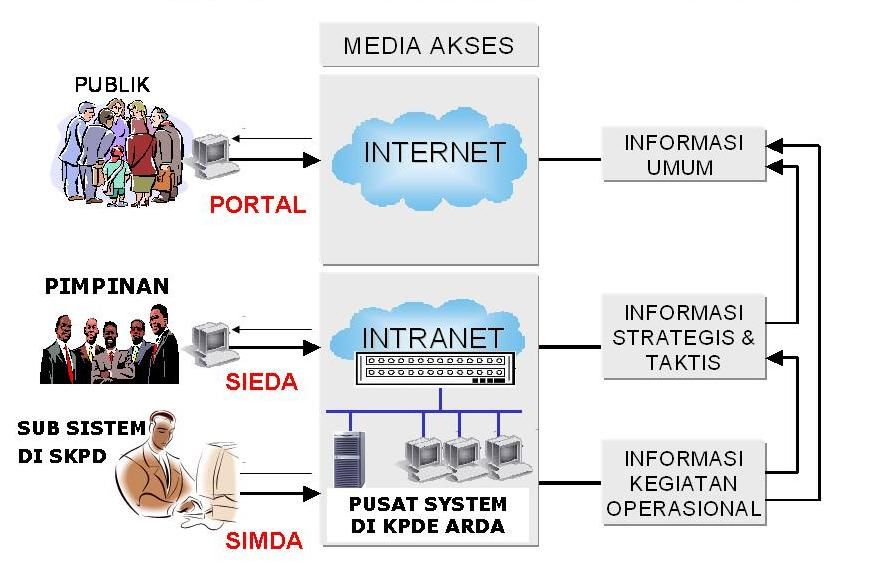 MEDIA AKSES
PUBLIK
INTERNET
INFORMASI
UMUM
PORTAL
PIMPINAN
INTRANET
INFORMASI
STRATEGIS &
TAKTIS
SIEDA
SUB SISTEM
DI SKPD
INFORMASI
KEGIATAN
OPERASIONAL
PUSAT SYSTEM
DI KPDE ARDA
SIMDA